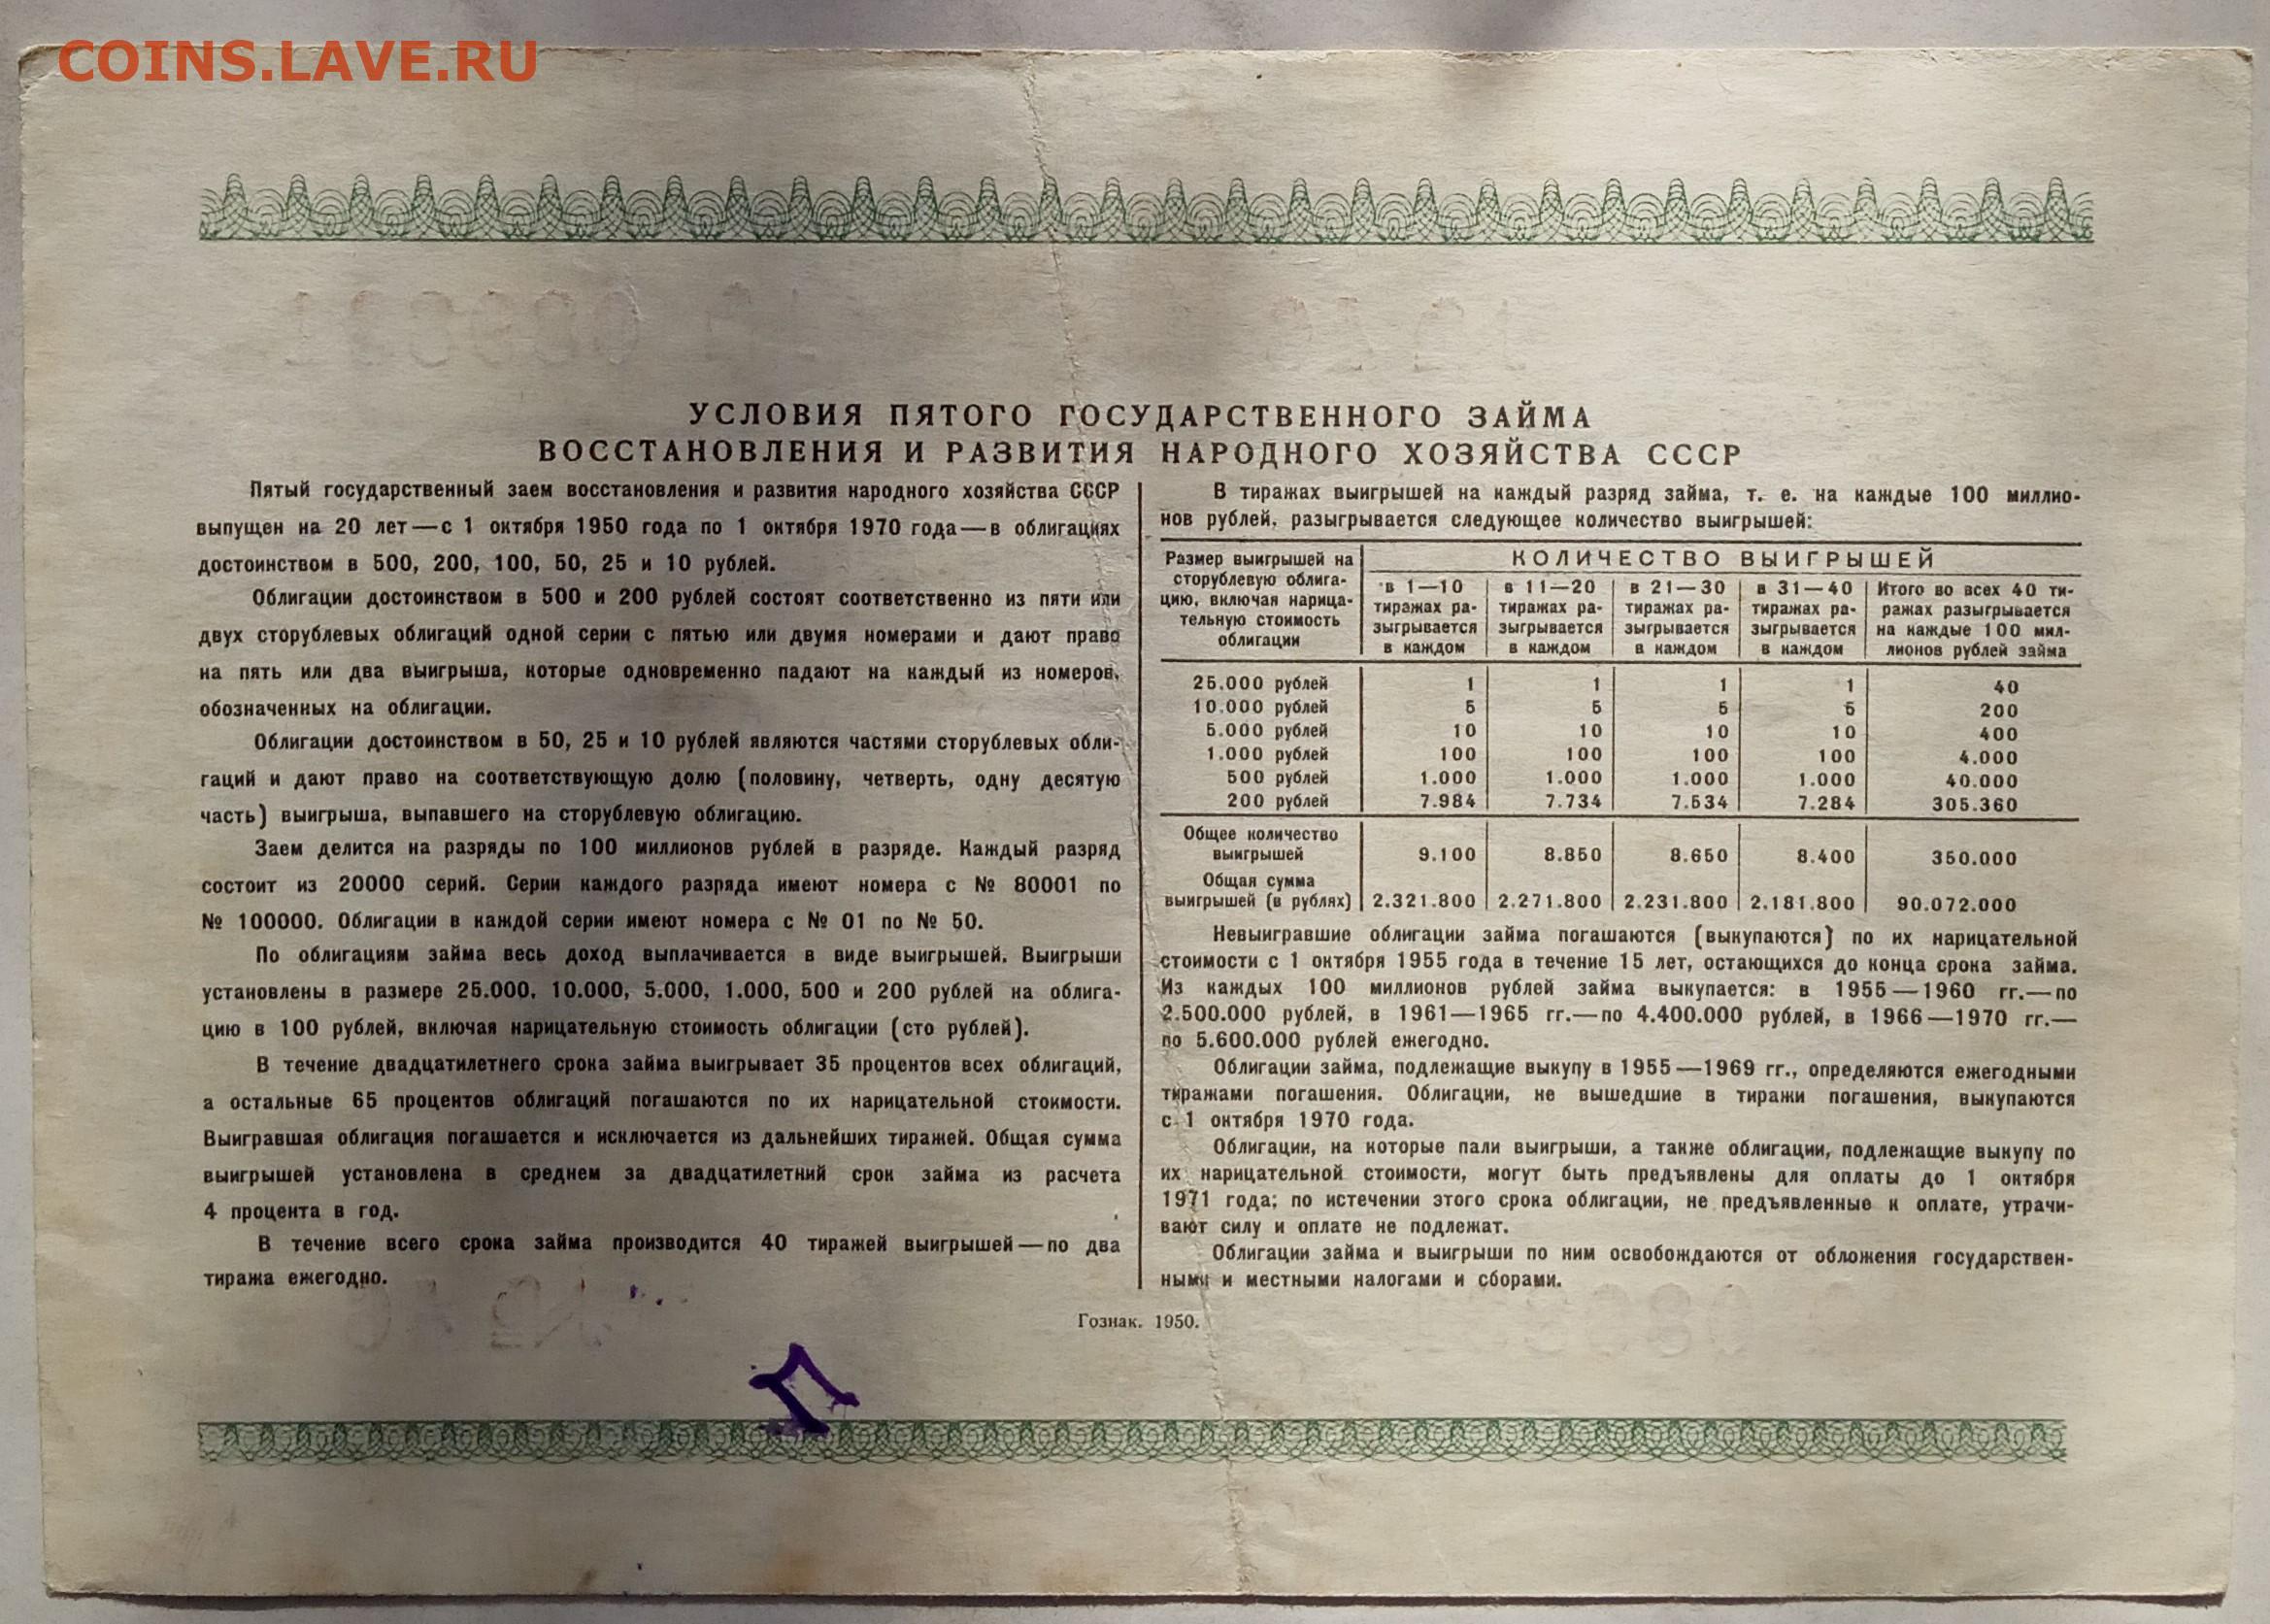 COINS.LAVE.RU
УСЛОВИЯ ПЯТОГО ГОСУДАРСТВЕННОГО ЗАЙМА
ВОССТАНОВЛЕНИЯ И РАЗВИТИЯ НАРОДНОГО ХОЗЯЙСТВА СССР
Пятый государственный заем восстановления и развития народного хозяйства СССР
выпущен на 20 лет — с 1 октября 1950 года по 1 октября 1970 года — в облигациях
достоинством в 500, 200, 100, 50, 25 и 10 рублей.
Облигации достоинством в 500 и 200 рублей состоят соответственно из пяти или
двух сторублевых облигаций одной серии с пятью или двумя номерами и дают право
на пять или два выигрыша, которые одновременно падают на каждый из номеров,
обозначенных на облигации.
Облигации достоинством в 50, 25 и 10 рублей являются частями сторублевых обли-
гаций и дают право на соответствующую долю (половину, четверть, одну десятую
часть) выигрыша, выпавшего на сторублевую облигацию.
Заем делится на разряды по 100 миллионов рублей в разряде. Каждый разряд
состоит из 20000 серий. Серии каждого разряда имеют номера с № 80001 по
№ 100000. Облигации в каждой серии имеют номера с № 01 по № 50.
По облигациям займа весь доход выплачивается в виде выигрышей. Выигрыши
установлены в размере 25.000, 10.000, 5.000, 1.000, 500 и 200 рублей на облига-
цию в 100 рублей, включая нарицательную стоимость облигации (сто рублей).
В течение двадцатилетнего срока займа выигрывает 35 процентов всех облигаций,
а остальные 65 процентов облигаций погашаются по их нарицательной стоимости.
Выигравшая облигация погашается и исключается из дальнейших тиражей. Общая сумма
выигрышей установлена в среднем за двадцатилетний срок займа из расчета
4 процента в год.
В течение всего срока займа производится 40 тиражей выигрышей — по два
тиража ежегодно.
В тиражах выигрышей на каждый разряд займа, т. е. на каждые 100 миллио-
нов рублей, разыгрывается следующее количество выигрышей:
Размер выигрышей на
сторублевую облига-
цию, включая нарица-
тельную стоимость
облигации
КОЛИЧЕСТВО ВЫИГРЫШЕЙ
в 1—10 в 11—20 в 21—30 в 31—40 Итого во всех 40 ти-
тиражах ра- тиражах ра- тиражах ра- тиражах ра- ражах разыгрывается
зыгрывается зыгрывается зыгрывается зыгрывается на каждые 100 мил-
в каждом в каждом в каждом в каждом лионов рублей займа
25.000 рублей 1 1 1 1 40
10.000 рублей 5 5 5 5 200
5.000 рублей 10 10 10 10 400
1.000 рублей 100 100 100 100 4.000
500 рублей 1.000 1.000 1.000 1.000 40.000
200 рублей 7.984 7.734 7.534 7.284 305.360
Общее количество
выигрышей 9.100 8.850 8.650 8.400 350.000
Общая сумма
выигрышей (в рублях) 2.321.800 2.271.800 2.231.800 2.181.800 90.072.000
Невыигравшие облигации займа погашаются (выкупаются) по их нарицательной
стоимости с 1 октября 1955 года в течение 15 лет, остающихся до конца срока займа.
Из каждых 100 миллионов рублей займа выкупается: в 1955 — 1960 гг. — по
2.500.000 рублей, в 1961—1965 гг. — по 4.400.000 рублей, в 1966 — 1970 гг. —
по 5.600.000 рублей ежегодно.
Облигации займа, подлежащие выкупу в 1955 — 1969 гг., определяются ежегодными
тиражами погашения. Облигации, не вышедшие в тиражи погашения, выкупаются
с 1 октября 1970 года.
Облигации, на которые пали выигрыши, а также облигации, подлежащие выкупу по
их нарицательной стоимости, могут быть предъявлены для оплаты до 1 октября
1971 года; по истечении этого срока облигации, не предъявленные к оплате, утрачи-
вают силу и оплате не подлежат.
Облигации займа и выигрыши по ним освобождаются от обложения государствен-
ными и местными налогами и сборами.
Гознак. 1950.